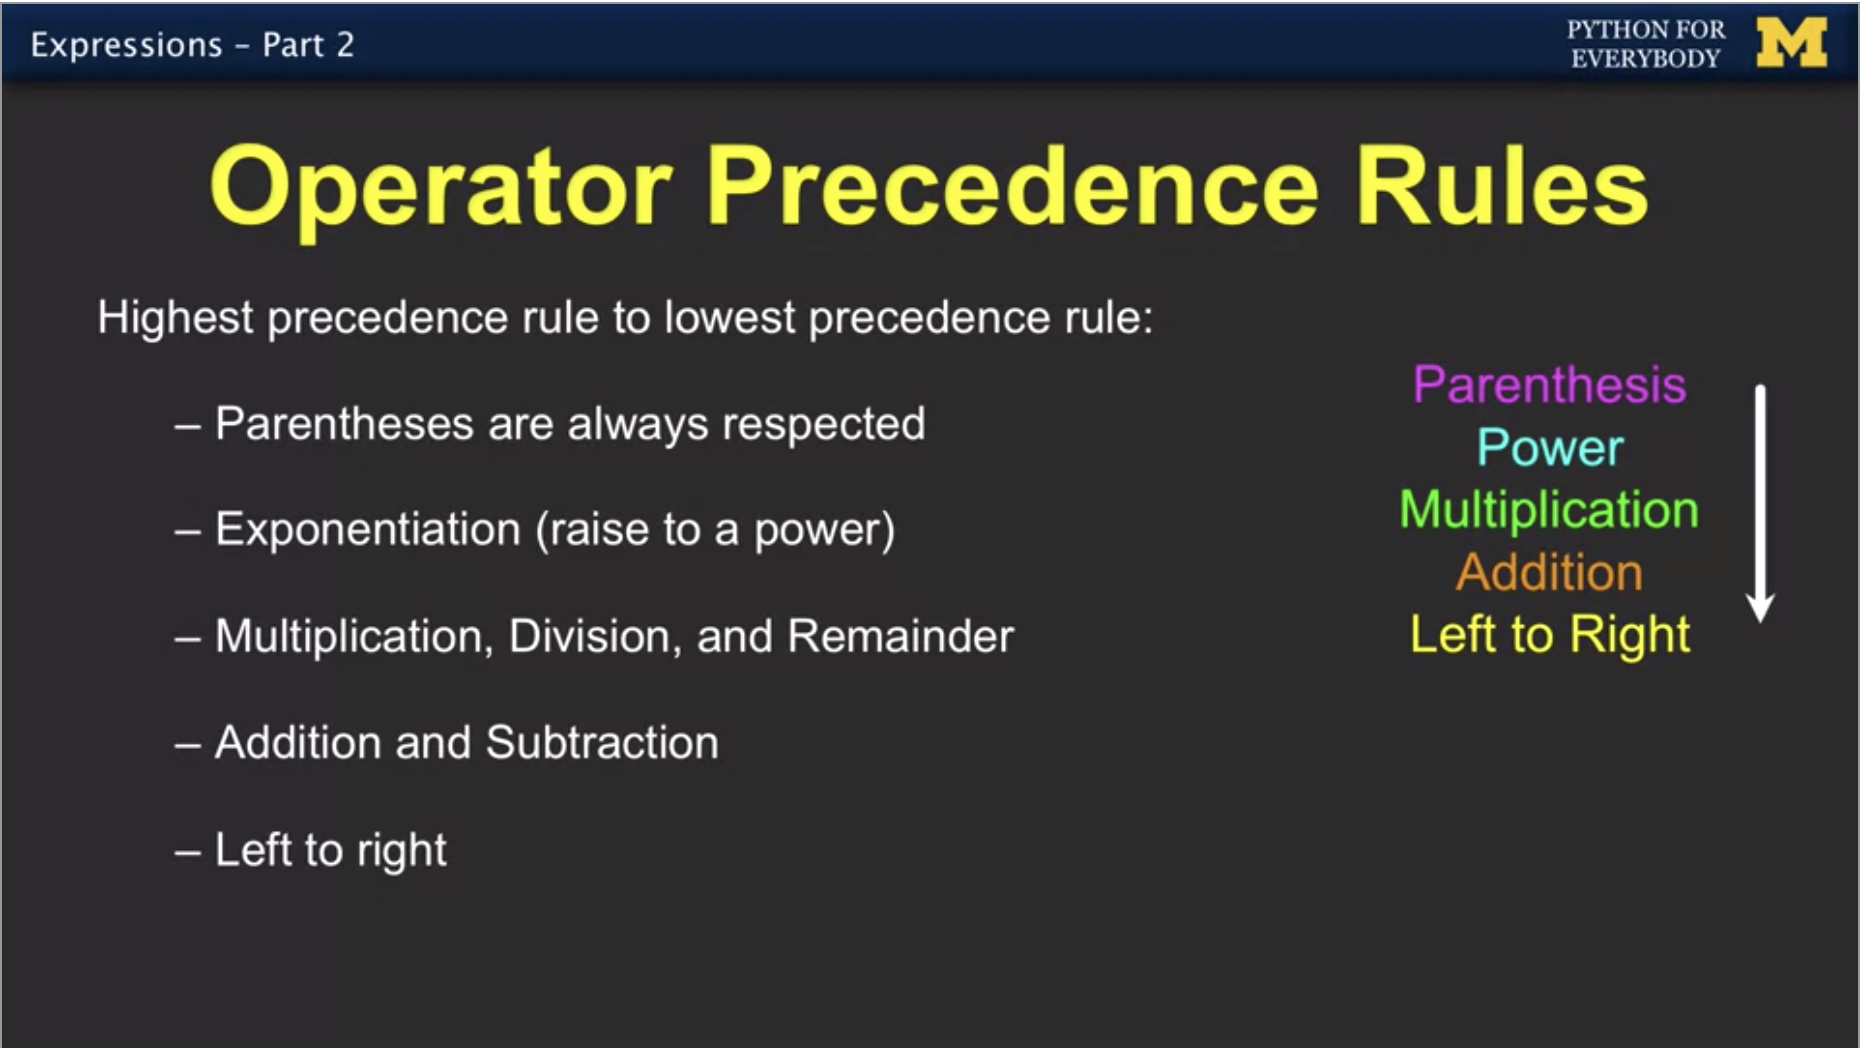 Expressions – Part 2
PYTHON FOR
EVERYBODY
M
Operator Precedence Rules
Highest precedence rule to lowest precedence rule:
– Parentheses are always respected
– Exponentiation (raise to a power)
– Multiplication, Division, and Remainder
– Addition and Subtraction
– Left to right
Parenthesis
Power
Multiplication
Addition
Left to Right